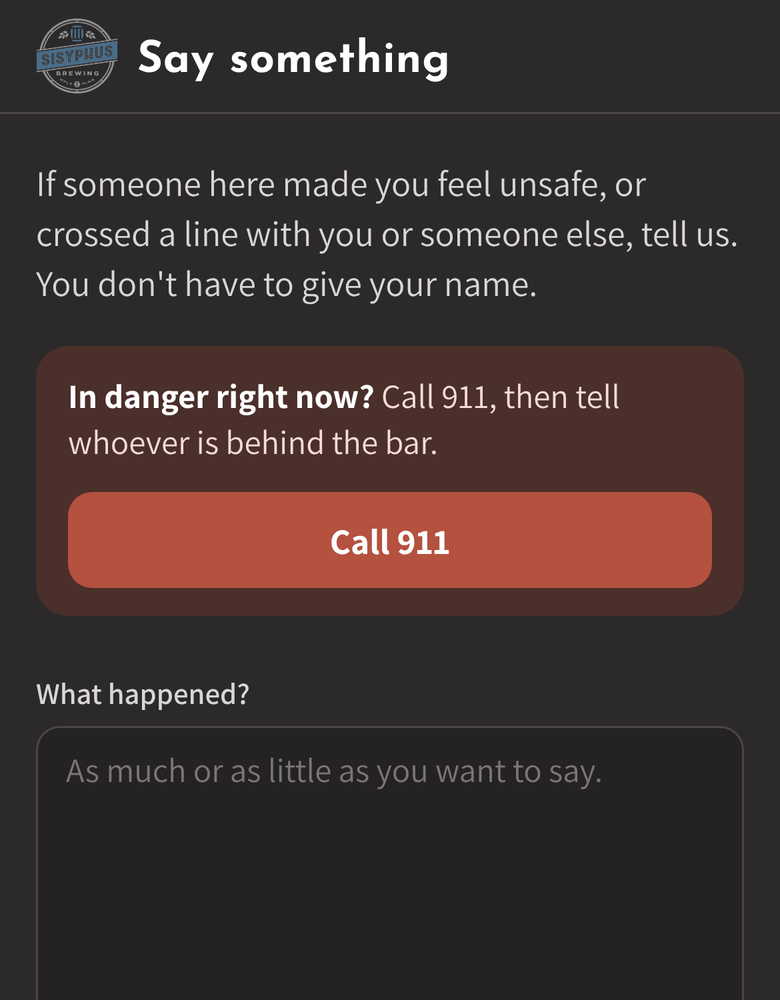 SISYPHUS
BREWING
Say something
If someone here made you feel unsafe, or
crossed a line with you or someone else, tell us.
You don't have to give your name.
In danger right now? Call 911, then tell
whoever is behind the bar.
Call 911
What happened?
As much or as little as you want to say.